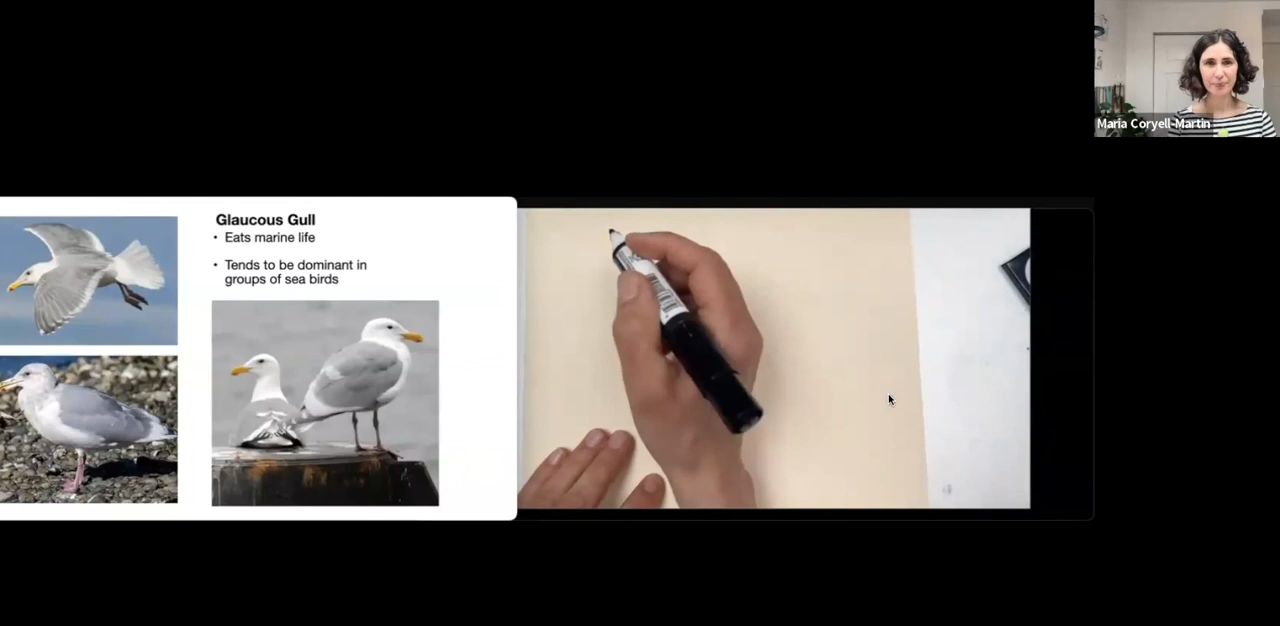 Maria Coryell-Martin
Glaucous Gull
• Eats marine life
• Tends to be dominant in
groups of sea birds